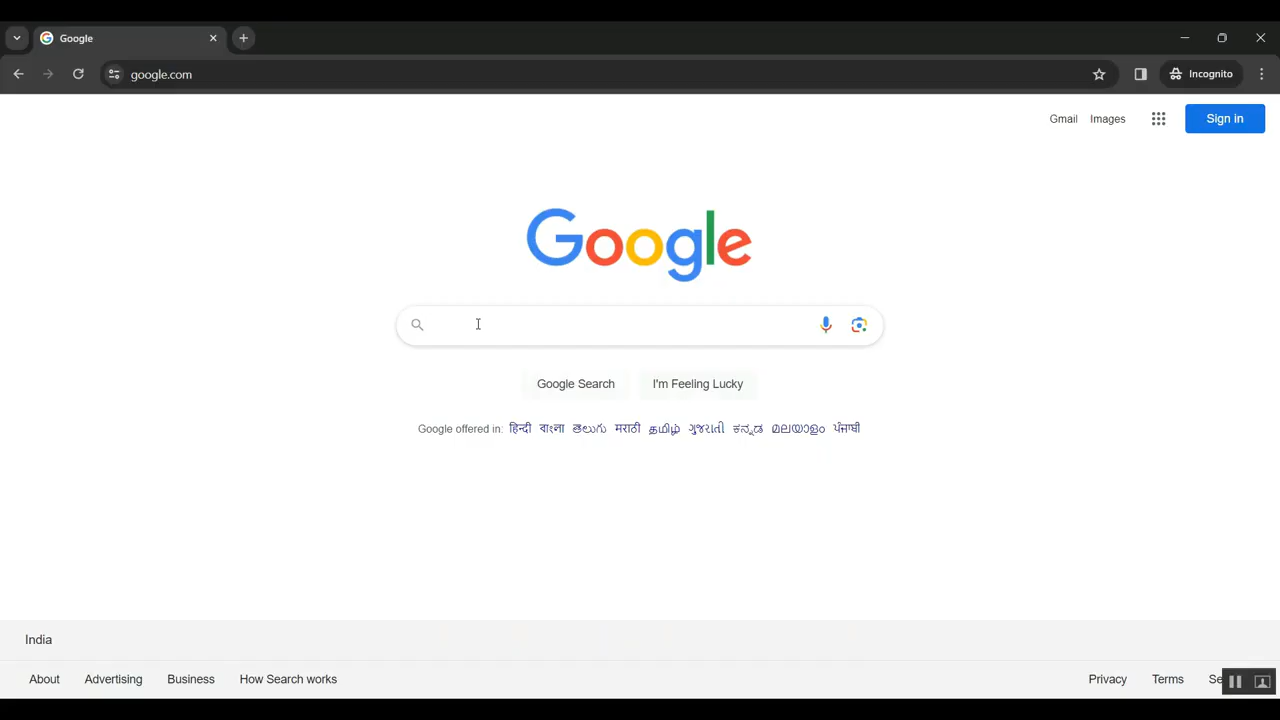 Google
google.com
Incognito
Gmail Images Sign in
Google
Google Search I'm Feeling Lucky
Google offered in: हिन्दी বাংলা తెలుగు मराठी தமிழ் ગુજરાતી ಕನ್ನಡ മലയാളം ਪੰਜਾਬੀ
India
About Advertising Business How Search works Privacy Terms Se